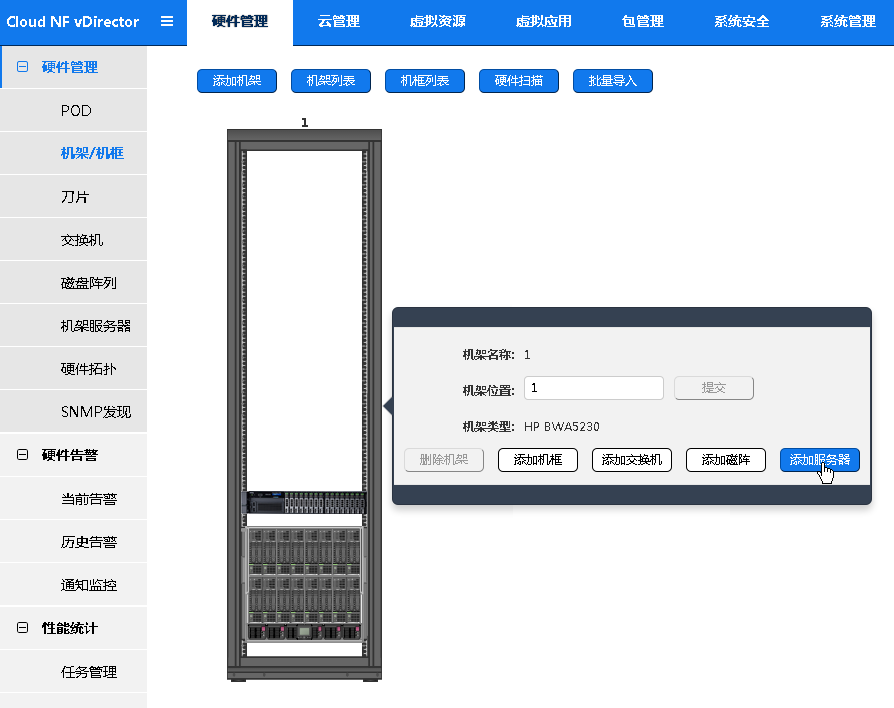 Cloud NF vDirector
硬件管理
云管理
虚拟资源
虚拟应用
包管理
系统安全
系统管理
硬件管理
POD
机架/机框
刀片
交换机
磁盘阵列
机架服务器
硬件拓扑
SNMP发现
硬件告警
当前告警
历史告警
通知监控
性能统计
任务管理
添加机架
机架列表
机框列表
硬件扫描
批量导入
1
机架名称: 1
机架位置: 1 提交
机架类型: HP BWA5230
删除机架
添加机框
添加交换机
添加磁阵
添加服务器